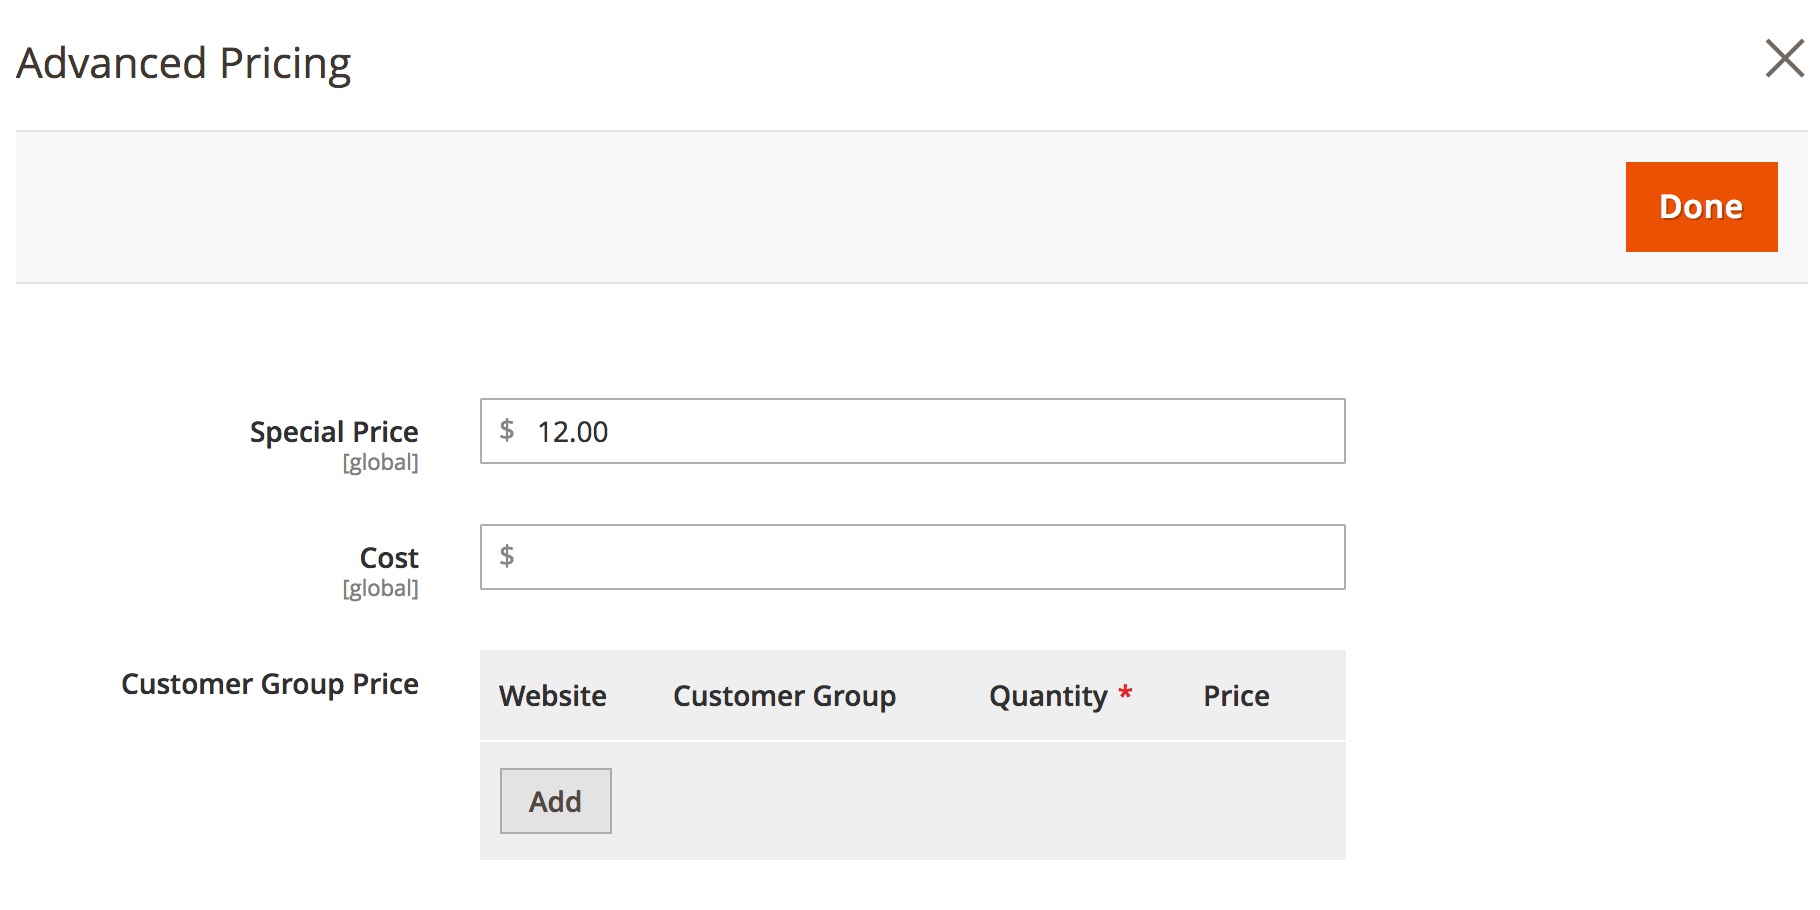 Advanced Pricing
Done
Special Price
[global]
$ 12.00
Cost
[global]
$
Customer Group Price
Website Customer Group Quantity * Price
Add